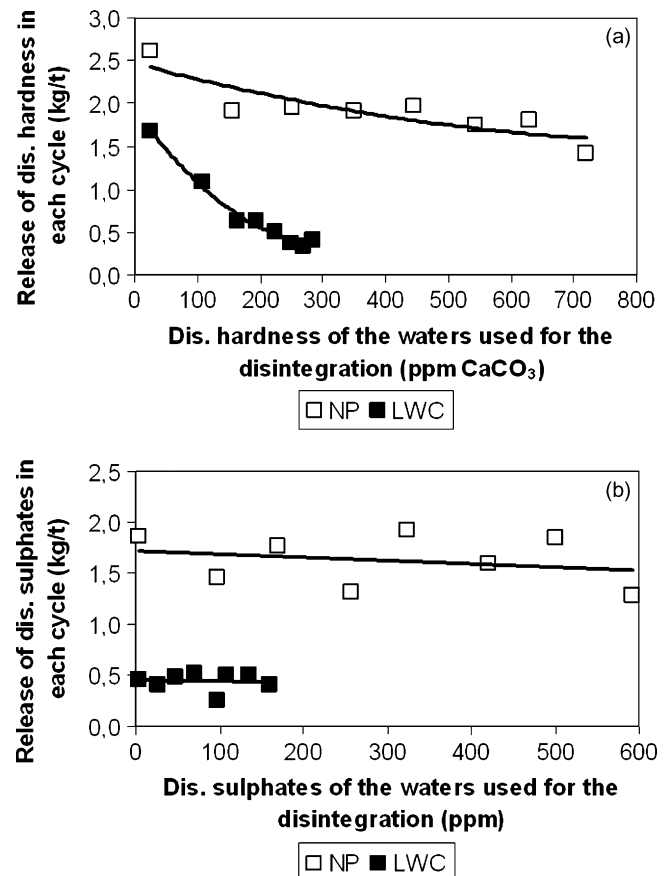 (a)
Release of dis. hardness in
each cycle (kg/t)
3,0
2,5
2,0
1,5
1,0
0,5
0,0
0 100 200 300 400 500 600 700 800
Dis. hardness of the waters used for the
disintegration (ppm CaCO₃)
NP LWC
(b)
Release of dis. sulphates in
each cycle (kg/t)
2,5
2,0
1,5
1,0
0,5
0,0
0 100 200 300 400 500 600
Dis. sulphates of the waters used for the
disintegration (ppm)
NP LWC